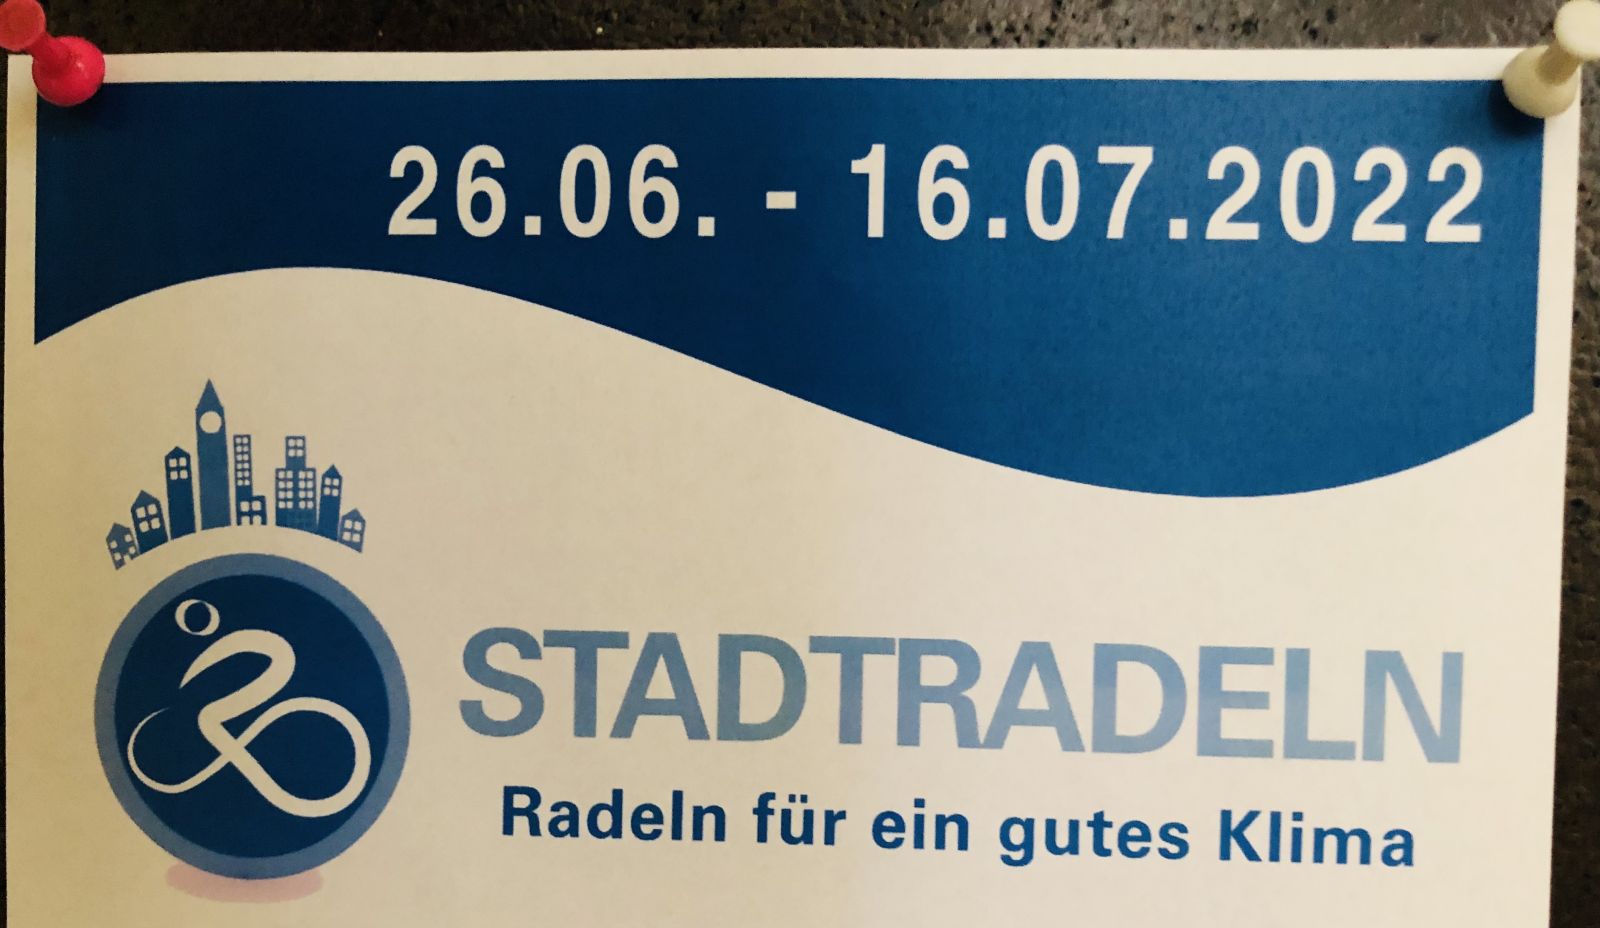 26.06. - 16.07.2022
STADTRADELN
Radeln für ein gutes Klima